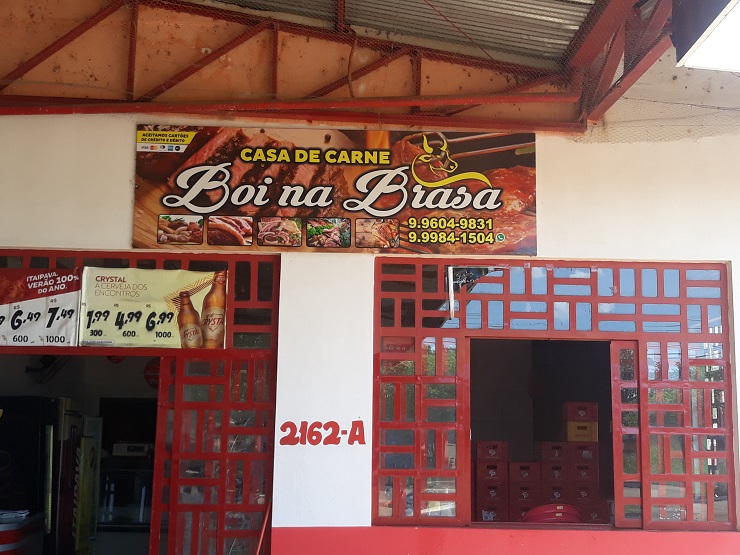 ACEITAMOS CARTÕES
DE CRÉDITO E DÉBITO
CASA DE CARNE
Boi na Brasa
9.9604-9831
9.9984-1504
ITAIPAVA
VERÃO 100%
DO ANO.
6,49
7,49
600
1000
CRYSTAL
A CERVEJA DOS
ENCONTROS
1,99
4,99
6,99
300
600
1000
CRYSTAL
2162-A